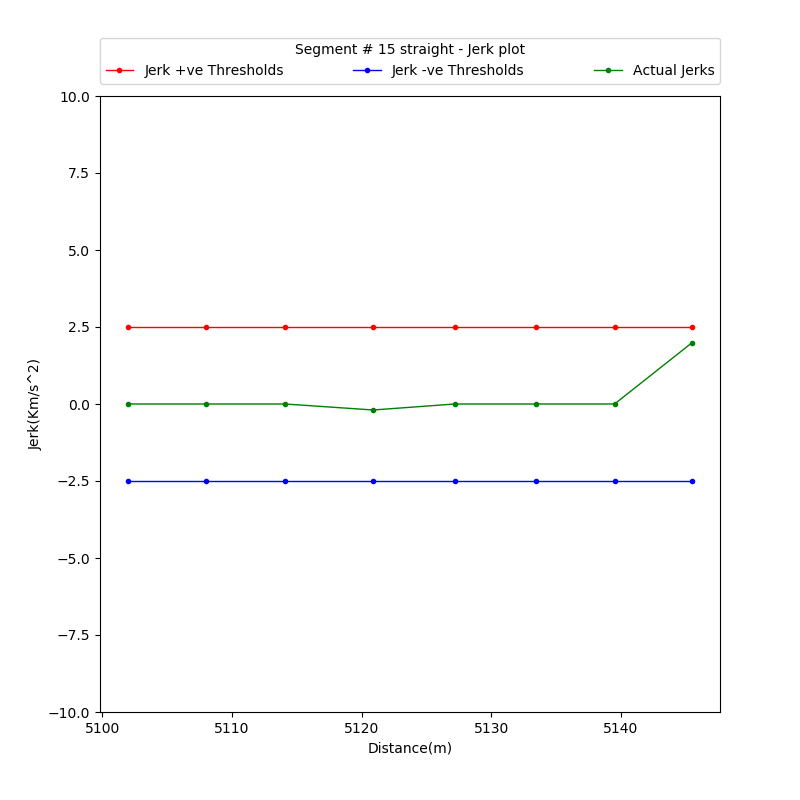 Segment # 15 straight - Jerk plot
Jerk +ve Thresholds Jerk -ve Thresholds Actual Jerks
10.0
7.5
5.0
2.5
0.0
−2.5
−5.0
−7.5
−10.0
Jerk(Km/s^2)
5100 5110 5120 5130 5140
Distance(m)